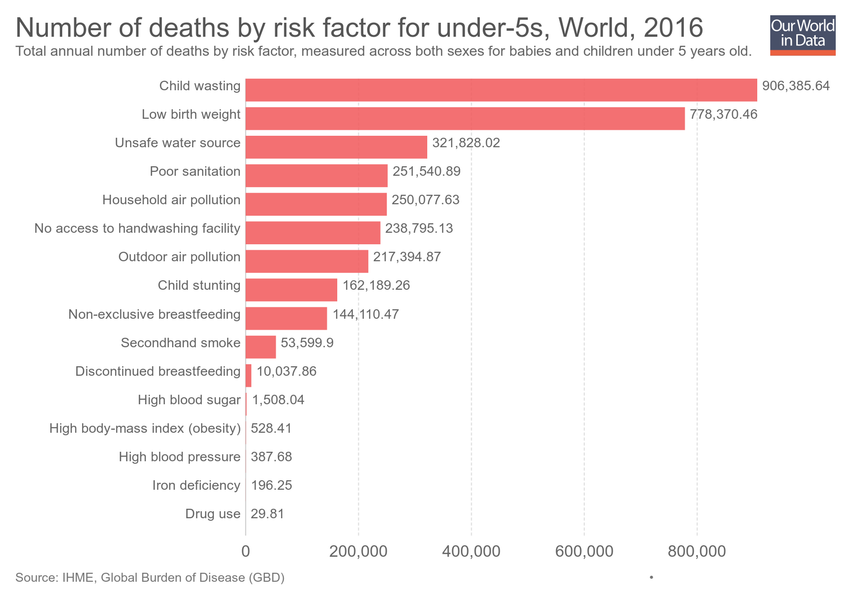 Number of deaths by risk factor for under-5s, World, 2016
Total annual number of deaths by risk factor, measured across both sexes for babies and children under 5 years old.
Our World
in Data
Child wasting 906,385.64
Low birth weight 778,370.46
Unsafe water source 321,828.02
Poor sanitation 251,540.89
Household air pollution 250,077.63
No access to handwashing facility 238,795.13
Outdoor air pollution 217,394.87
Child stunting 162,189.26
Non-exclusive breastfeeding 144,110.47
Secondhand smoke 53,599.9
Discontinued breastfeeding 10,037.86
High blood sugar 1,508.04
High body-mass index (obesity) 528.41
High blood pressure 387.68
Iron deficiency 196.25
Drug use 29.81
0 200,000 400,000 600,000 800,000
Source: IHME, Global Burden of Disease (GBD)